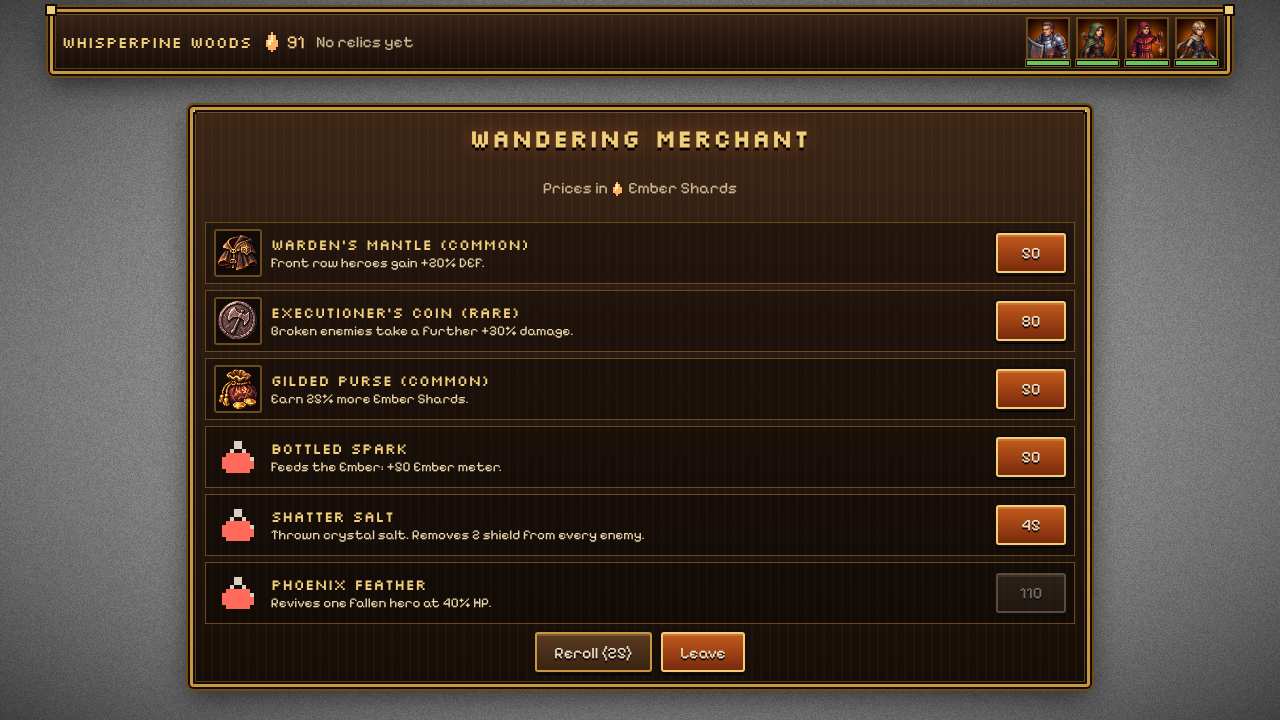 WHISPERPINE WOODS 91 No relics yet
WANDERING MERCHANT
Prices in Ember Shards
WARDEN'S MANTLE (COMMON)
Front row heroes gain +20% DEF.
50
EXECUTIONER'S COIN (RARE)
Broken enemies take a further +30% damage.
80
GILDED PURSE (COMMON)
Earn 25% more Ember Shards.
50
BOTTLED SPARK
Feeds the Ember: +50 Ember meter.
50
SHATTER SALT
Thrown crystal salt. Removes 2 shield from every enemy.
45
PHOENIX FEATHER
Revives one fallen hero at 40% HP.
110
Reroll (25) Leave